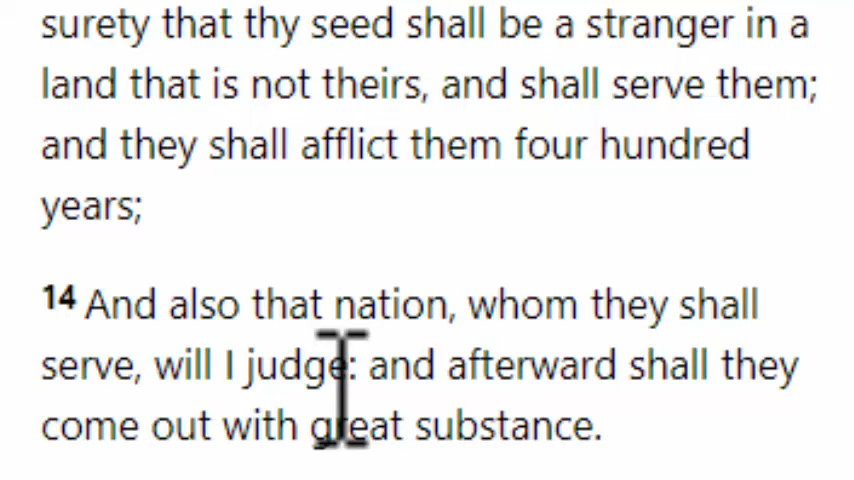 surety that thy seed shall be a stranger in a
land that is not theirs, and shall serve them;
and they shall afflict them four hundred
years;
14 And also that nation, whom they shall
serve, will I judge: and afterward shall they
come out with great substance.